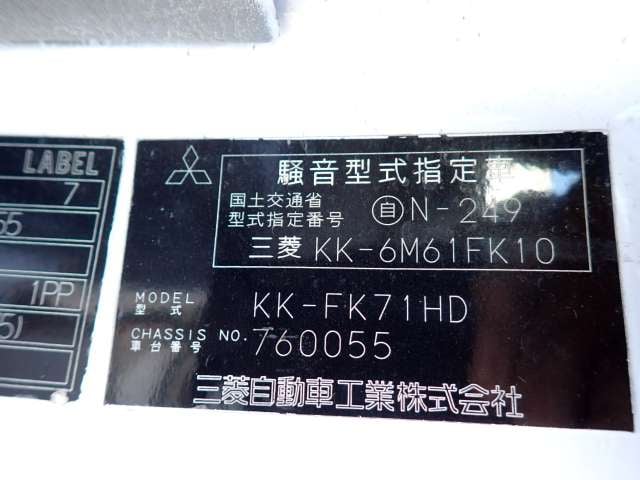 LABEL
7
55
1PP
5)
騒音型式指定車
国土交通省
型式指定番号 自N-249
三菱 KK-6M61FK10
MODEL
型式 KK-FK71HD
CHASSIS NO.
車台番号 760055
三菱自動車工業株式会社